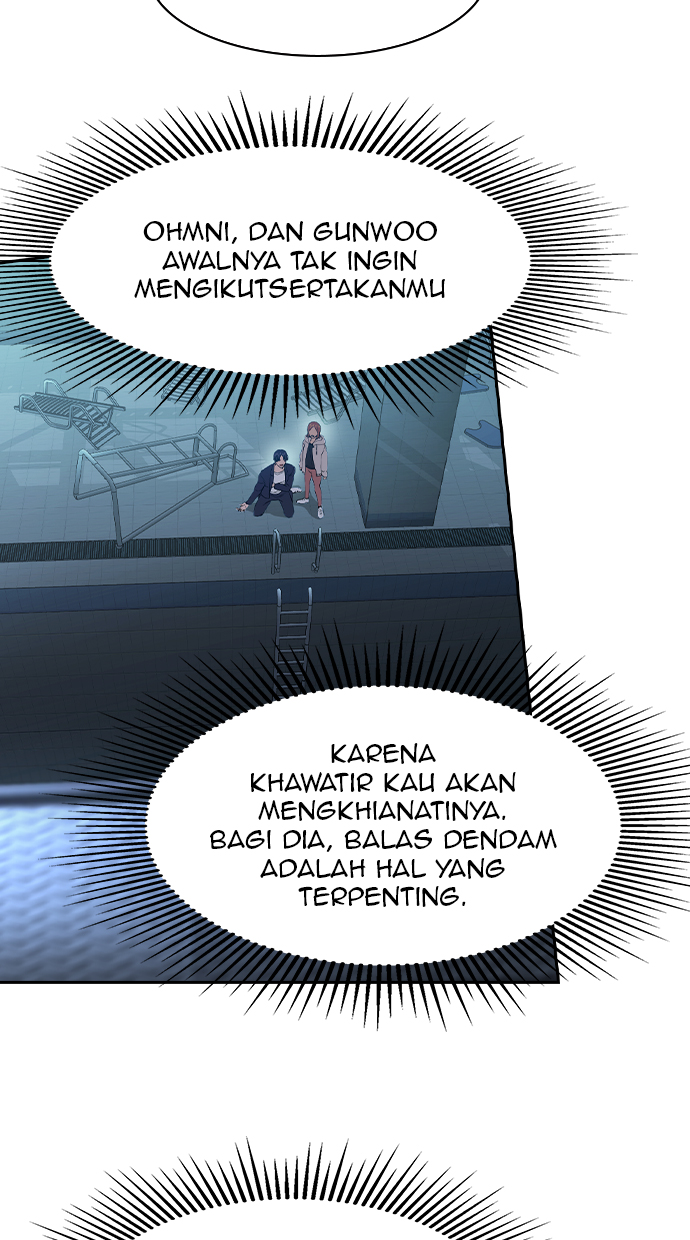 OHMNI, DAN GUNWOO
AWALNYA TAK INGIN
MENGIKUTSERTAKANMU
KARENA
KHAWATIR KAU AKAN
MENGKHIANATINYA.
BAGI DIA, BALAS DENDAM
ADALAH HAL YANG
TERPENTING.